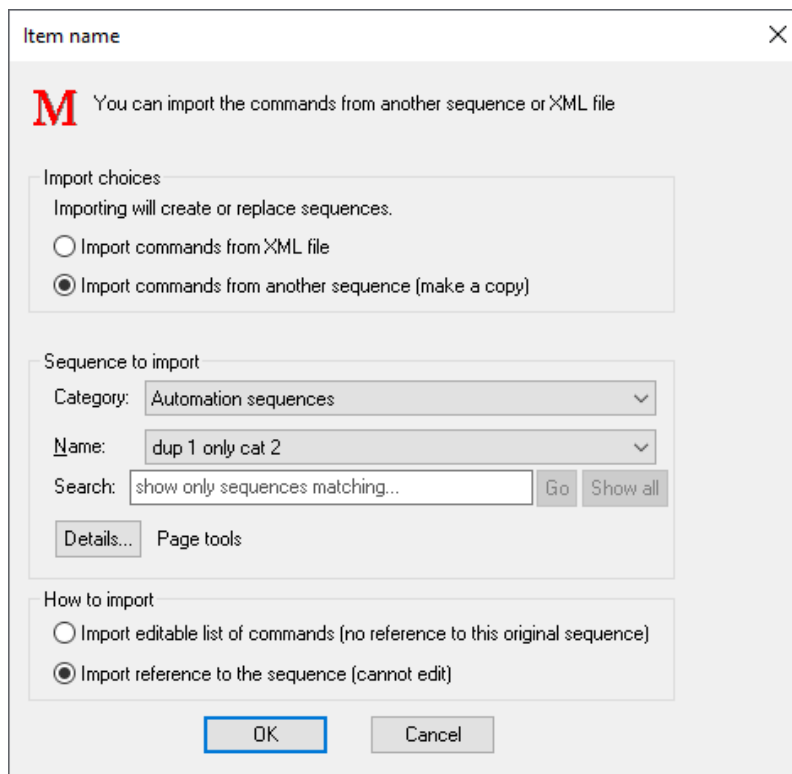 Item name
M
You can import the commands from another sequence or XML file
Import choices
Importing will create or replace sequences.
Import commands from XML file
Import commands from another sequence (make a copy)
Sequence to import
Category: Automation sequences
Name: dup 1 only cat 2
Search: show only sequences matching... Go Show all
Details... Page tools
How to import
Import editable list of commands (no reference to this original sequence)
Import reference to the sequence (cannot edit)
OK Cancel